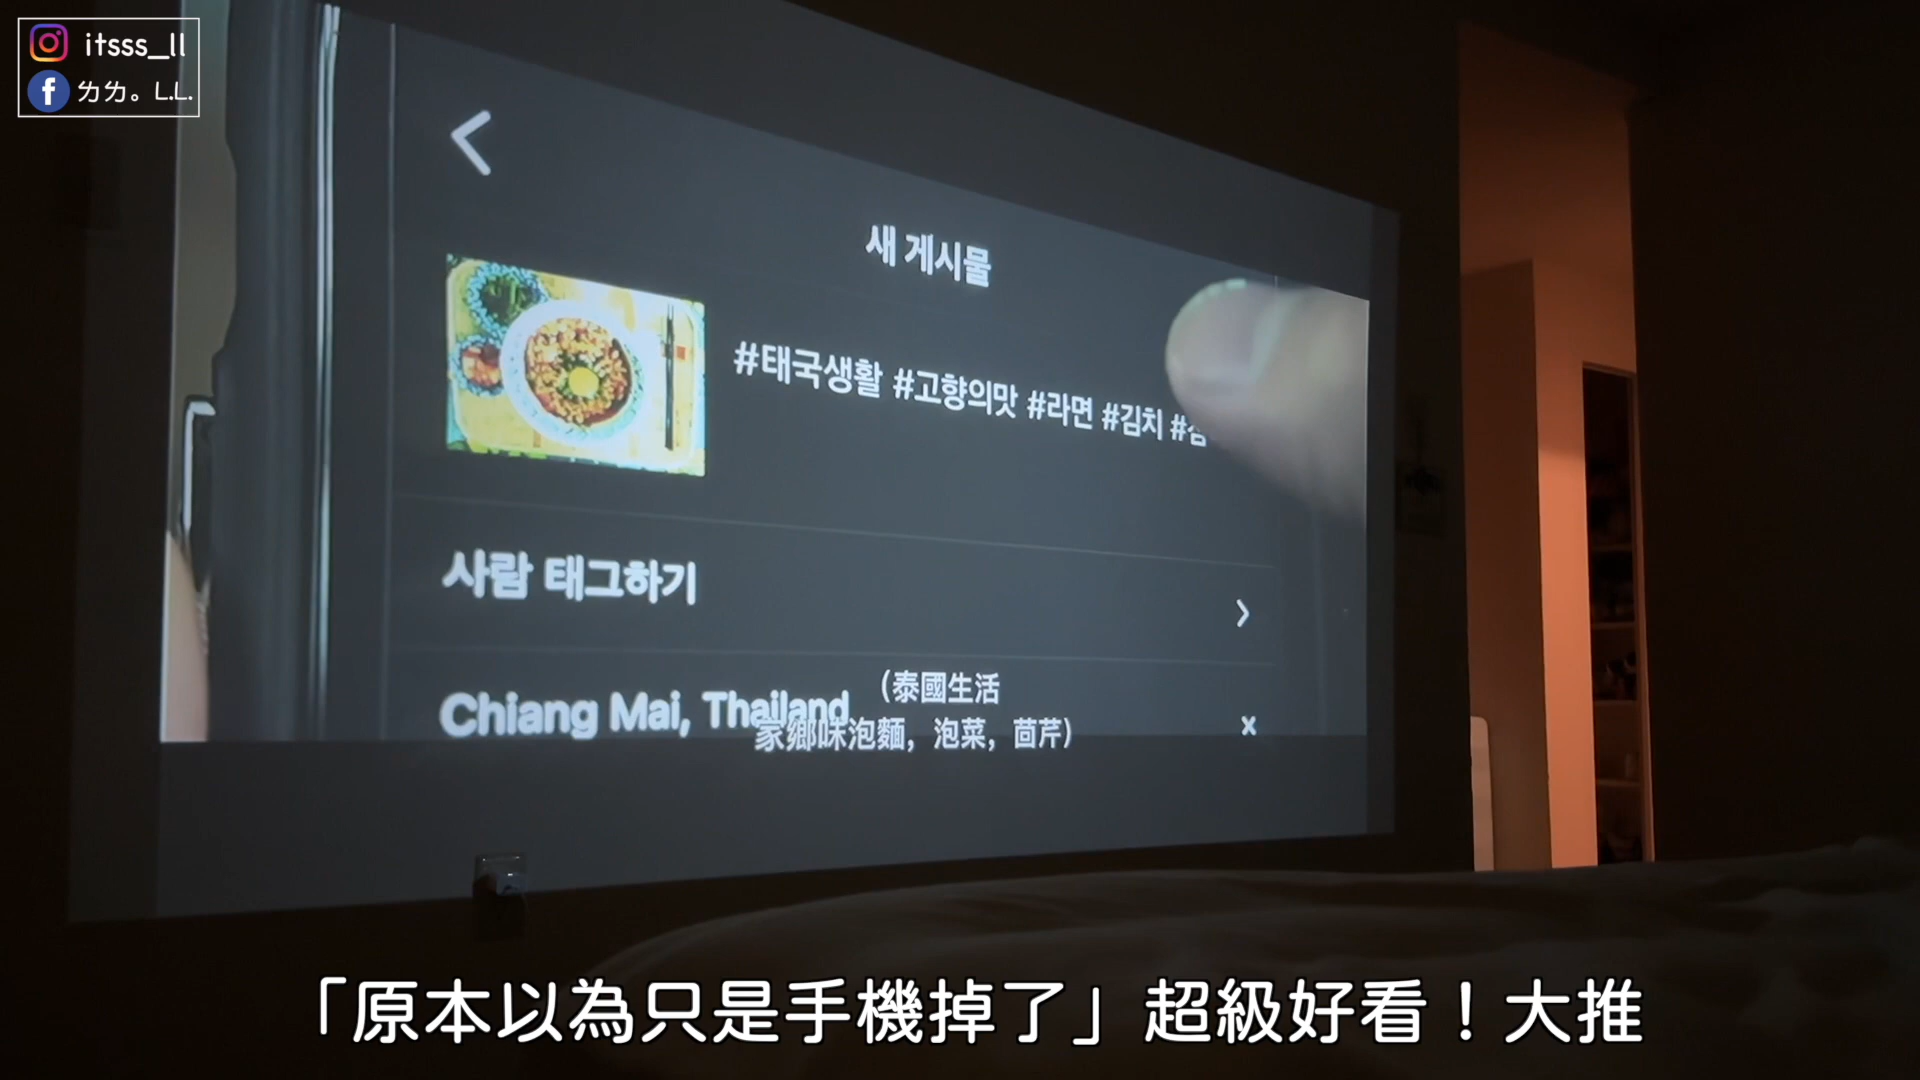 itsss_ll
ㄌㄌ。L.L.
새 게시물
#태국생활 #고향의맛 #라면 #김치
사람 태그하기
Chiang Mai, Thailand
(泰國生活
家鄉味泡麵，泡菜，茴芹)
「原本以為只是手機掉了」超級好看！大推